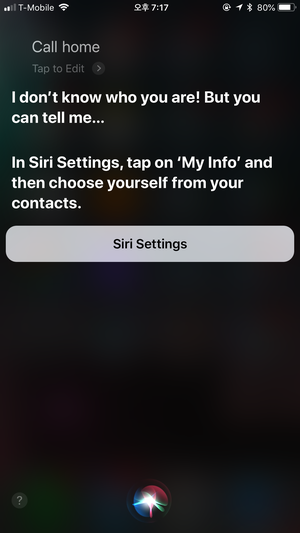 T-Mobile 오후 7:17 80%
Call home
Tap to Edit
I don't know who you are! But you
can tell me...
In Siri Settings, tap on 'My Info' and
then choose yourself from your
contacts.
Siri Settings
?